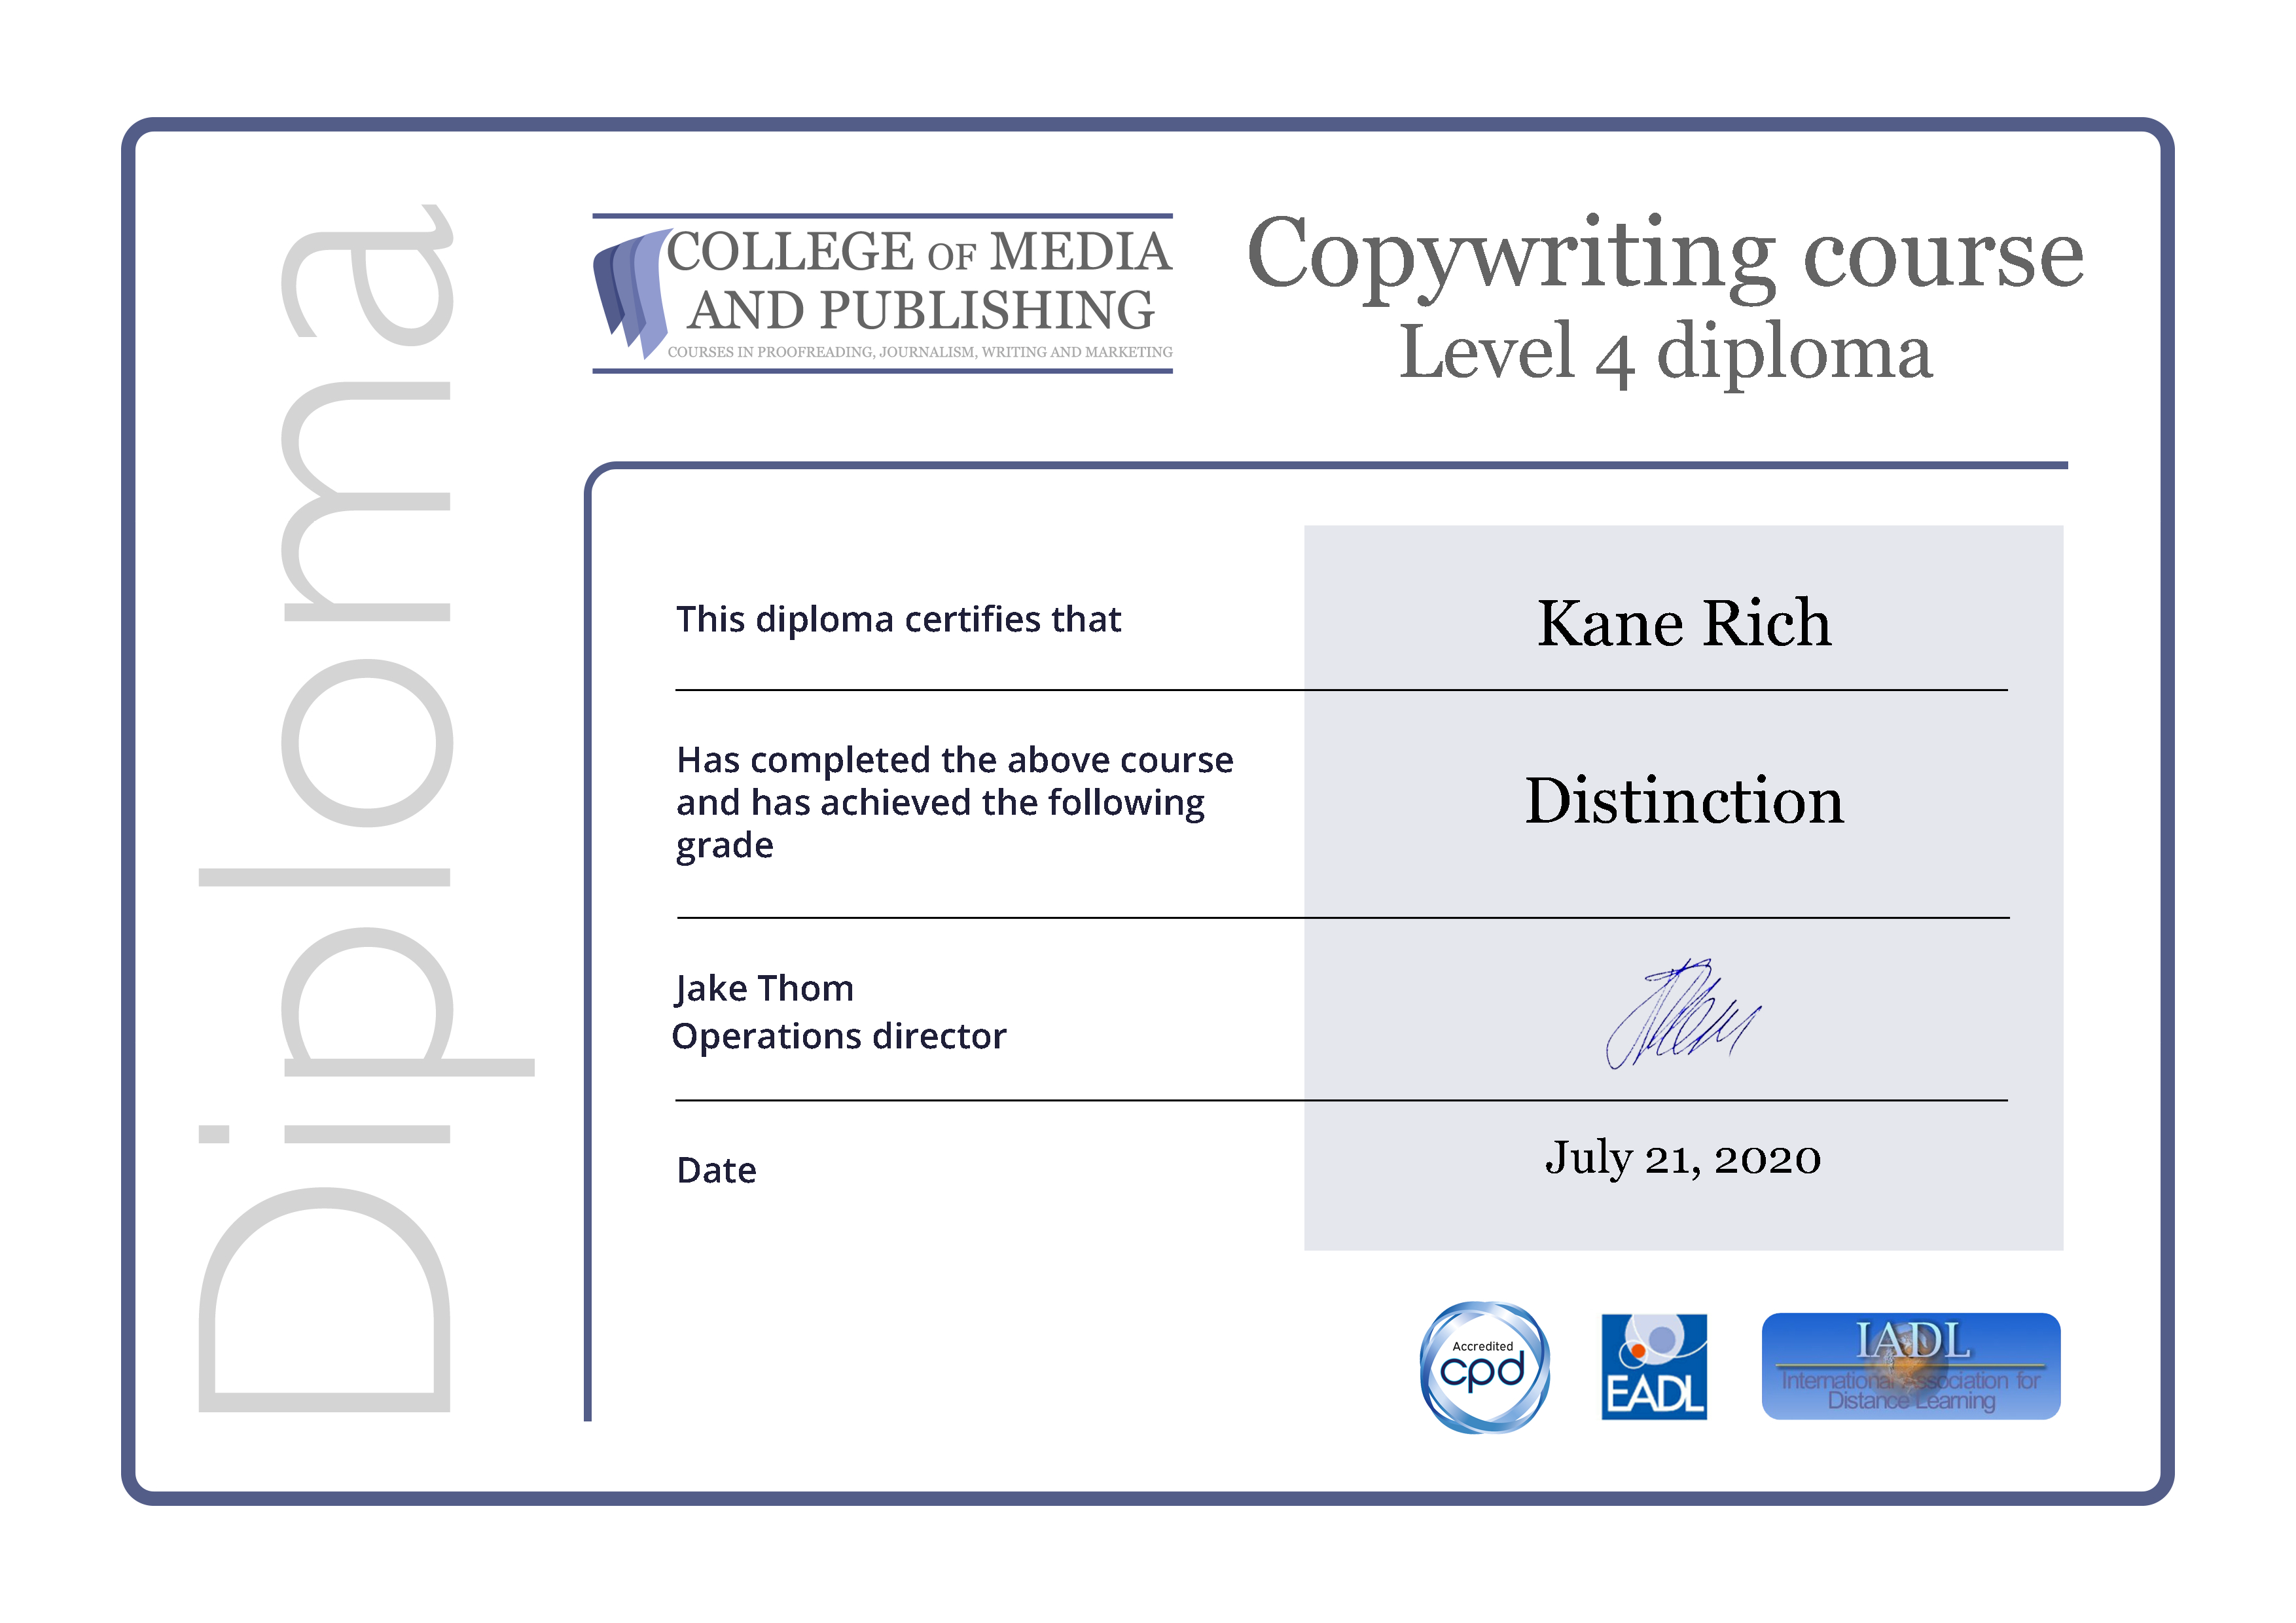 Diploma
COLLEGE OF MEDIA
AND PUBLISHING
COURSES IN PROOFREADING, JOURNALISM, WRITING AND MARKETING
Copywriting course
Level 4 diploma
This diploma certifies that
Kane Rich
Has completed the above course
and has achieved the following
grade
Distinction
Jake Thom
Operations director
Date
July 21, 2020
Accredited
cpd
EADL
IADL
International Association for
Distance Learning